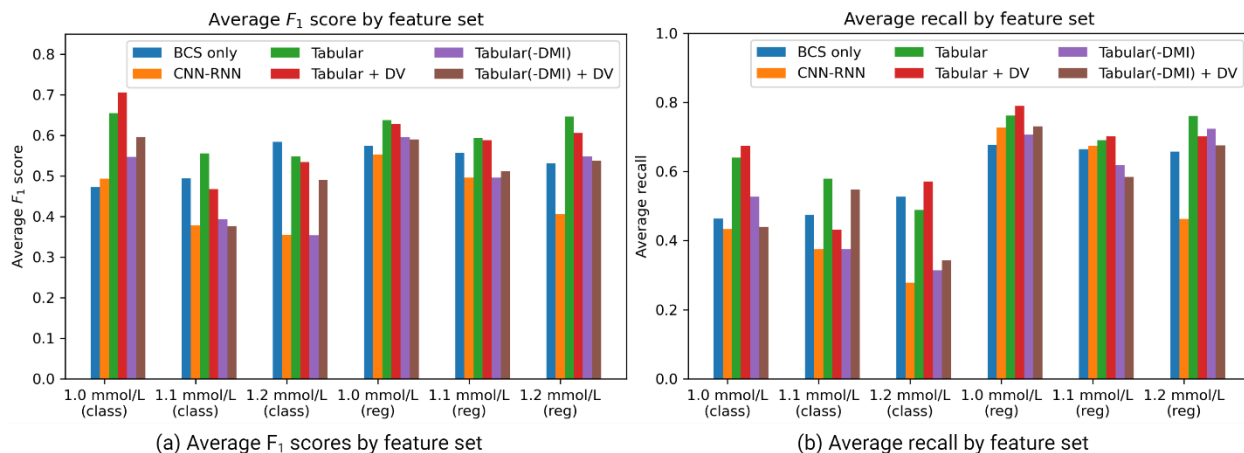 Average F₁ score by feature set
BCS only
CNN-RNN
Tabular
Tabular + DV
Tabular(-DMI)
Tabular(-DMI) + DV
Average F₁ score
0.8
0.7
0.6
0.5
0.4
0.3
0.2
0.1
0.0
1.0 mmol/L
(class)
1.1 mmol/L
(class)
1.2 mmol/L
(class)
1.0 mmol/L
(reg)
1.1 mmol/L
(reg)
1.2 mmol/L
(reg)
(a) Average F₁ scores by feature set
Average recall by feature set
BCS only
CNN-RNN
Tabular
Tabular + DV
Tabular(-DMI)
Tabular(-DMI) + DV
Average recall
1.0
0.8
0.6
0.4
0.2
0.0
1.0 mmol/L
(class)
1.1 mmol/L
(class)
1.2 mmol/L
(class)
1.0 mmol/L
(reg)
1.1 mmol/L
(reg)
1.2 mmol/L
(reg)
(b) Average recall by feature set